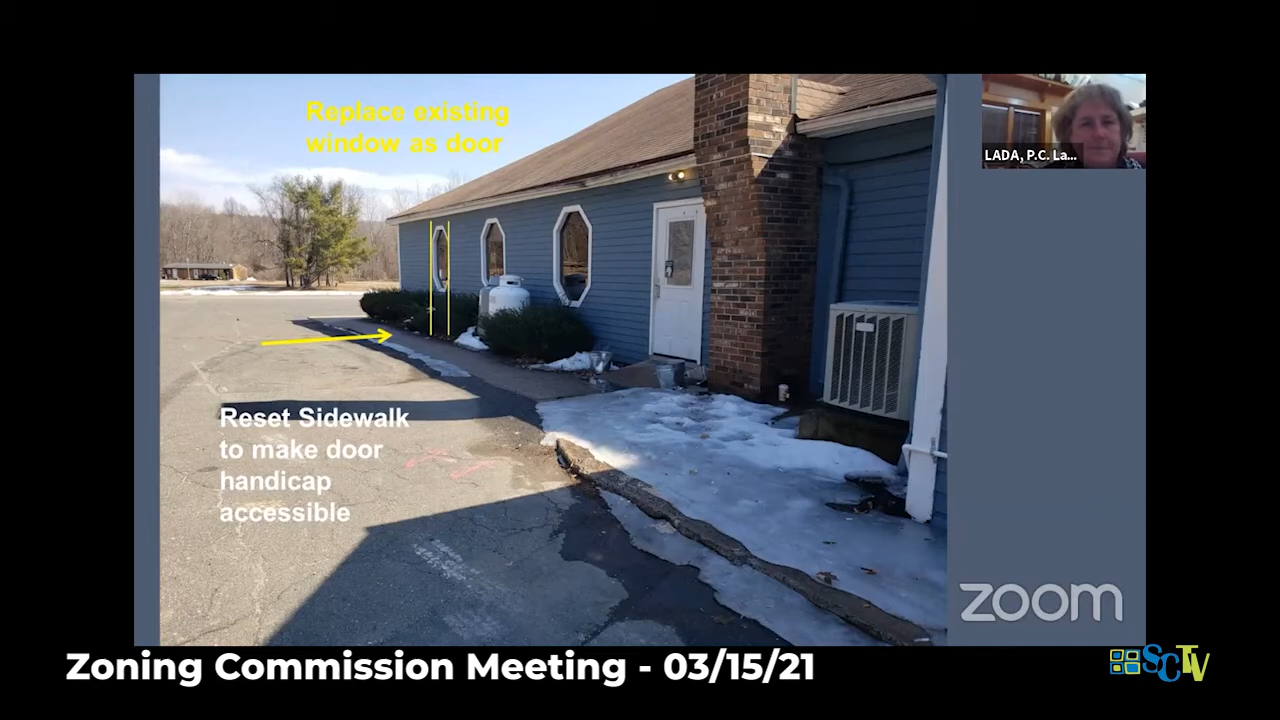 Replace existing
window as door
LADA, P.C. La...
Reset Sidewalk
to make door
handicap
accessible
zoom
Zoning Commission Meeting - 03/15/21
SCTV